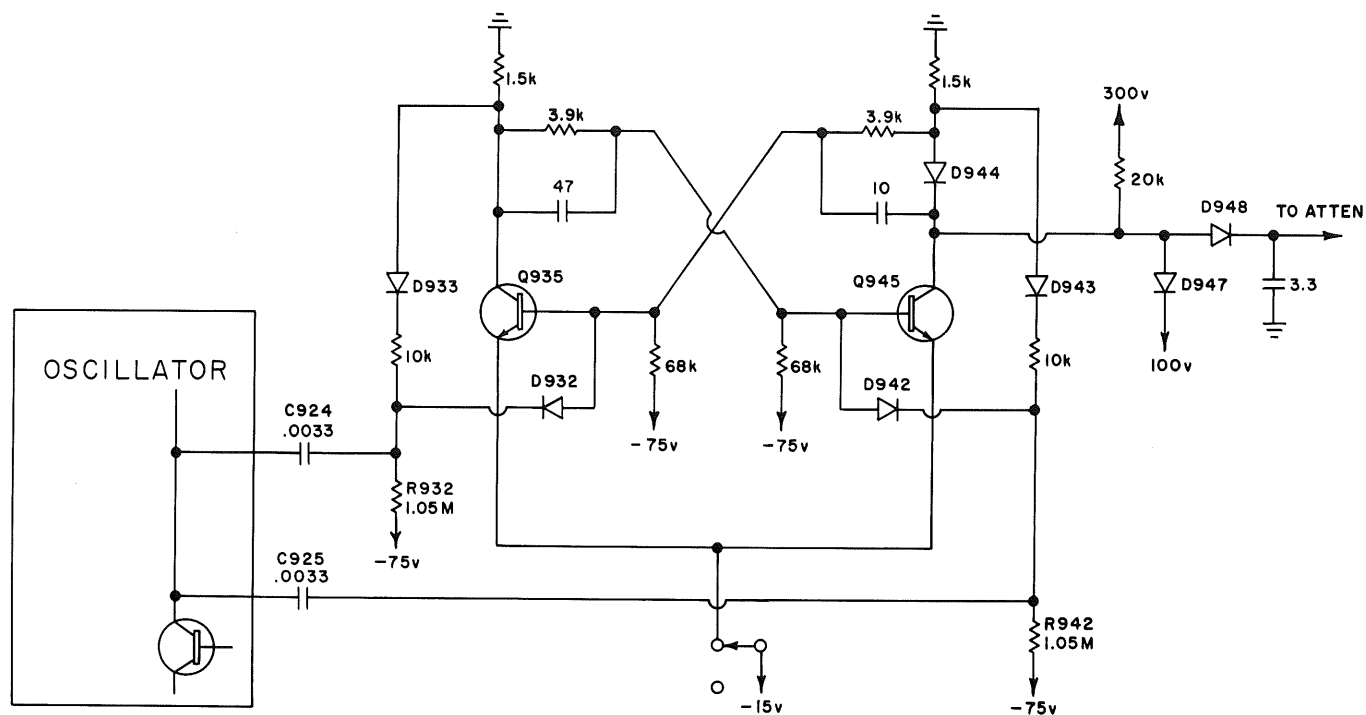 1.5k
1.5k
3.9k
3.9k
300v
47
10
D944
20k
D948
TO ATTEN
D933
Q935
Q945
D943
D947
3.3
10k
68k
68k
10k
100v
OSCILLATOR
D932
D942
C924
.0033
-75v
-75v
R932
1.05M
-75v
C925
.0033
R942
1.05M
-15v
-75v